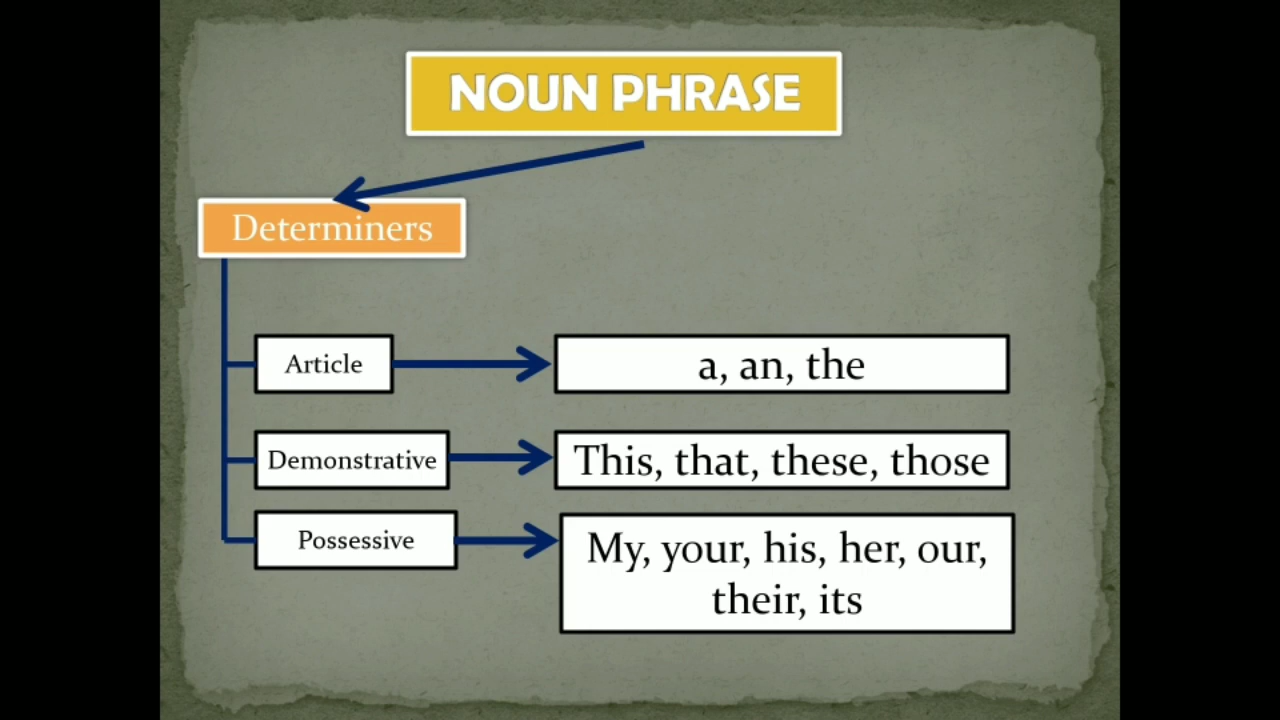 NOUN PHRASE
Determiners
Article
a, an, the
Demonstrative
This, that, these, those
Possessive
My, your, his, her, our,
their, its